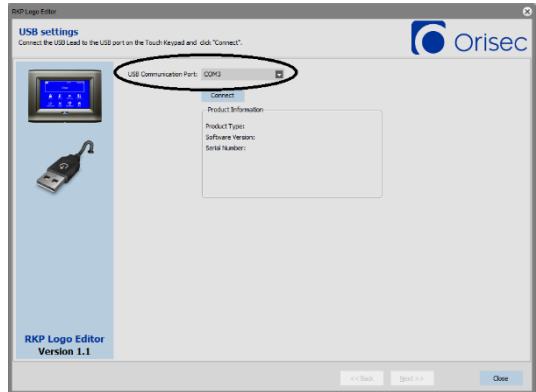 RKP Logo Editor
USB settings
Connect the USB Lead to the USB port on the Touch Keypad and click "Connect".
Orisec
USB Communication Port: COM3
Connect
Product Information
Product Type:
Software Version:
Serial Number:
RKP Logo Editor
Version 1.1
<< Back
Next >>
Close